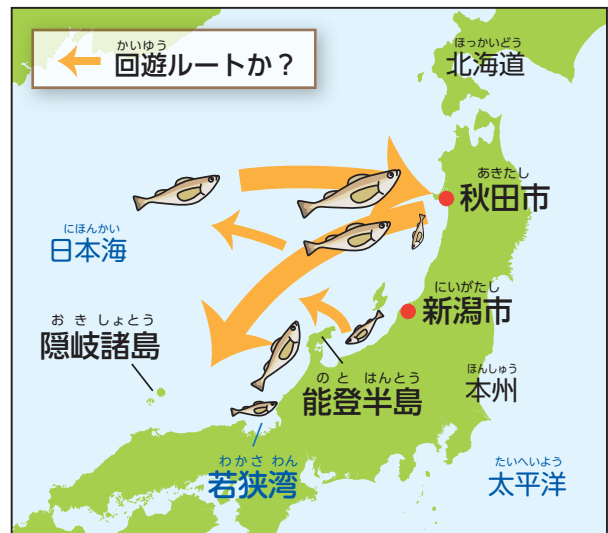 かいゆう
回遊ルートか？
ほっかいどう
北海道
あきたし
秋田市
にほんかい
日本海
にいがたし
新潟市
おきしょとう
隠岐諸島
のとはんとう
能登半島
ほんしゅう
本州
わかさわん
若狭湾
たいへいよう
太平洋